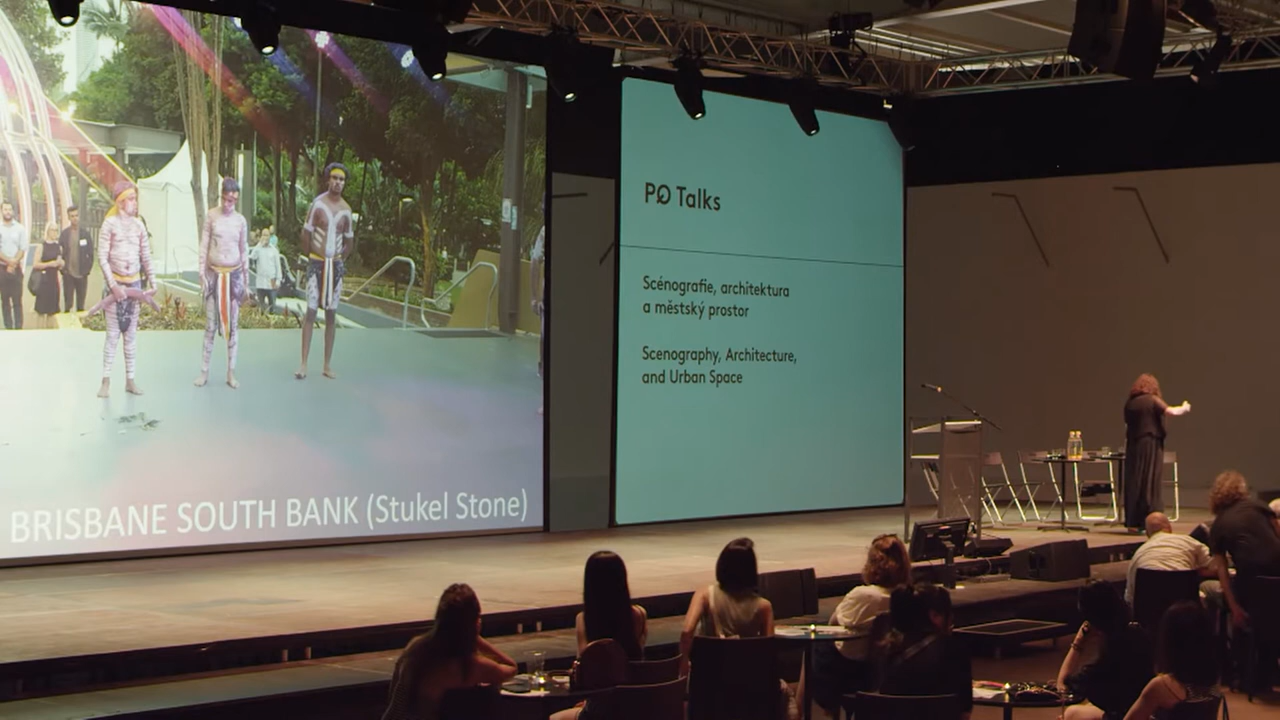 BRISBANE SOUTH BANK (Stukel Stone)
PQ Talks
Scénografie, architektura
a městský prostor
Scenography, Architecture,
and Urban Space